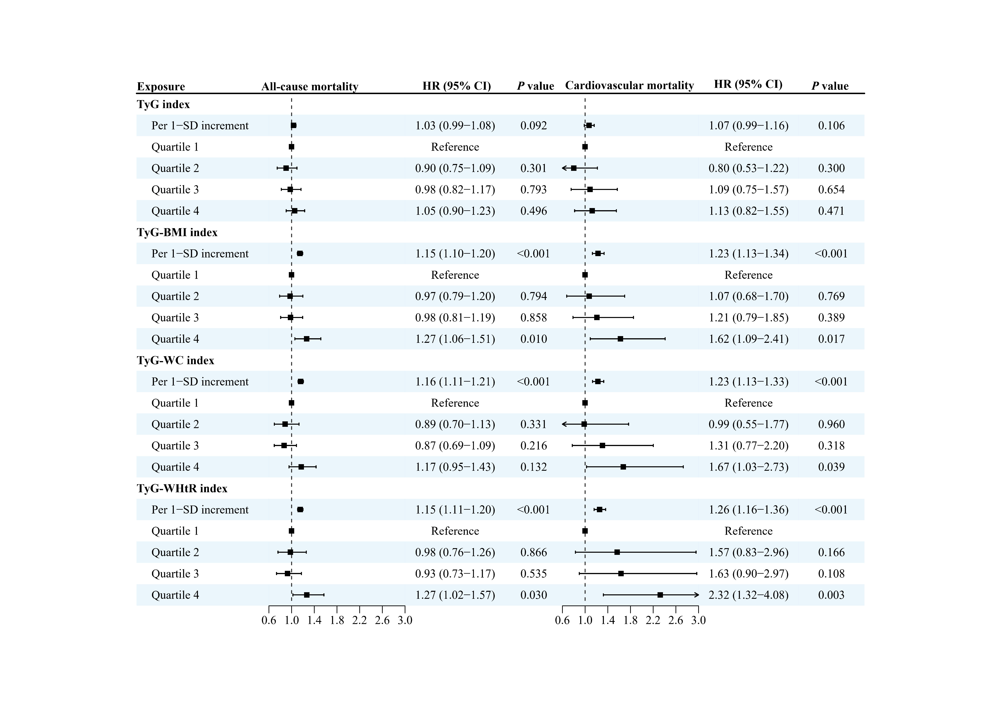 Exposure All-cause mortality HR (95% CI) P value Cardiovascular mortality HR (95% CI) P value
TyG index
Per 1−SD increment 1.03 (0.99−1.08) 0.092 1.07 (0.99−1.16) 0.106
Quartile 1 Reference Reference
Quartile 2 0.90 (0.75−1.09) 0.301 0.80 (0.53−1.22) 0.300
Quartile 3 0.98 (0.82−1.17) 0.793 1.09 (0.75−1.57) 0.654
Quartile 4 1.05 (0.90−1.23) 0.496 1.13 (0.82−1.55) 0.471
TyG-BMI index
Per 1−SD increment 1.15 (1.10−1.20) <0.001 1.23 (1.13−1.34) <0.001
Quartile 1 Reference Reference
Quartile 2 0.97 (0.79−1.20) 0.794 1.07 (0.68−1.70) 0.769
Quartile 3 0.98 (0.81−1.19) 0.858 1.21 (0.79−1.85) 0.389
Quartile 4 1.27 (1.06−1.51) 0.010 1.62 (1.09−2.41) 0.017
TyG-WC index
Per 1−SD increment 1.16 (1.11−1.21) <0.001 1.23 (1.13−1.33) <0.001
Quartile 1 Reference Reference
Quartile 2 0.89 (0.70−1.13) 0.331 0.99 (0.55−1.77) 0.960
Quartile 3 0.87 (0.69−1.09) 0.216 1.31 (0.77−2.20) 0.318
Quartile 4 1.17 (0.95−1.43) 0.132 1.67 (1.03−2.73) 0.039
TyG-WHtR index
Per 1−SD increment 1.15 (1.11−1.20) <0.001 1.26 (1.16−1.36) <0.001
Quartile 1 Reference Reference
Quartile 2 0.98 (0.76−1.26) 0.866 1.57 (0.83−2.96) 0.166
Quartile 3 0.93 (0.73−1.17) 0.535 1.63 (0.90−2.97) 0.108
Quartile 4 1.27 (1.02−1.57) 0.030 2.32 (1.32−4.08) 0.003
0.6 1.0 1.4 1.8 2.2 2.6 3.0 0.6 1.0 1.4 1.8 2.2 2.6 3.0